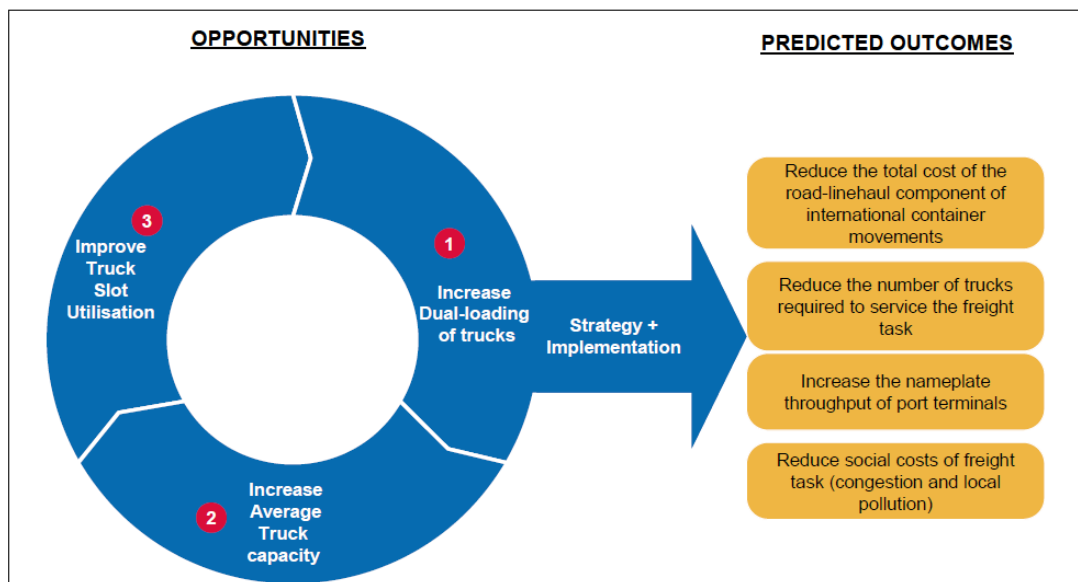 OPPORTUNITIES
PREDICTED OUTCOMES
1
Increase
Dual-loading
of trucks
2
Increase
Average
Truck
capacity
3
Improve
Truck
Slot
Utilisation
Strategy +
Implementation
Reduce the total cost of the
road-linehaul component of
international container
movements
Reduce the number of trucks
required to service the freight
task
Increase the nameplate
throughput of port terminals
Reduce social costs of freight
task (congestion and local
pollution)